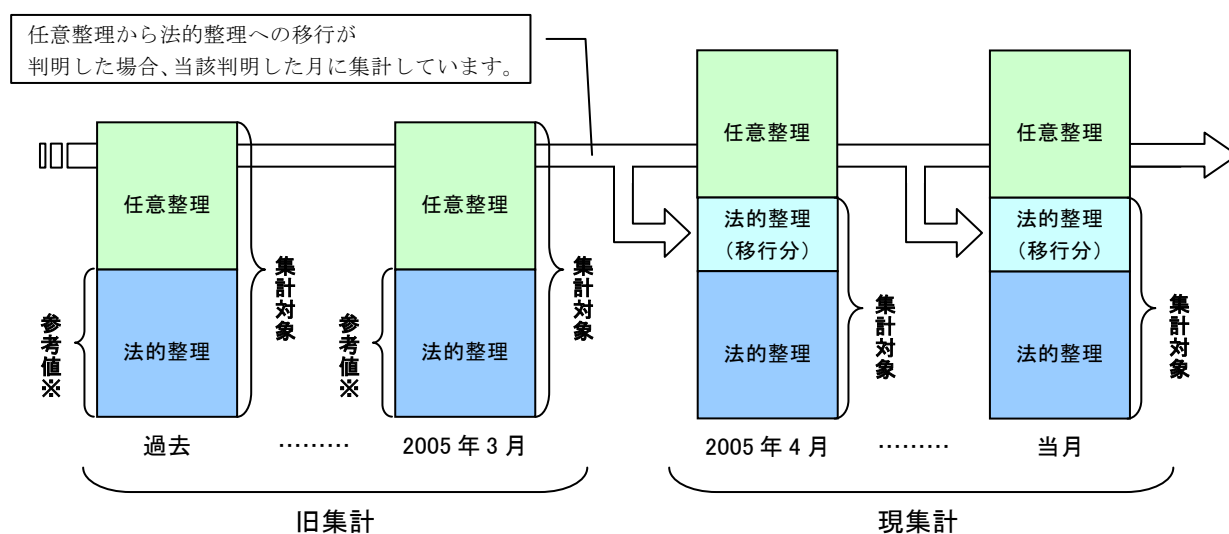 任意整理から法的整理への移行が
判明した場合、当該判明した月に集計しています。
任意整理
法的整理
参考値※
集計対象
過去
………
任意整理
法的整理
参考値※
集計対象
2005年3月
旧集計
任意整理
法的整理
(移行分)
法的整理
集計対象
2005年4月
………
任意整理
法的整理
(移行分)
法的整理
集計対象
当月
現集計